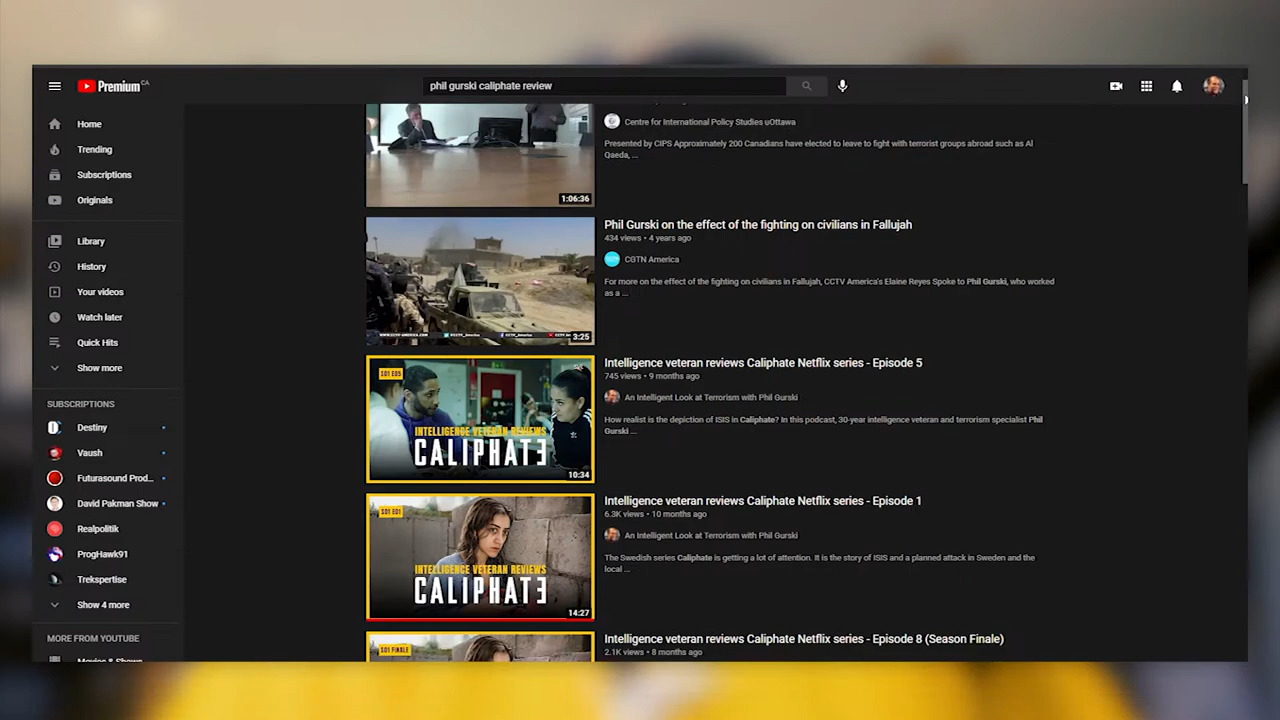 Premium CA
phil gurski caliphate review
Home
Trending
Subscriptions
Originals
Library
History
Your videos
Watch later
Quick Hits
Show more
SUBSCRIPTIONS
Destiny
Vaush
Futurasound Prod...
David Pakman Show
Realpolitik
ProgHawk91
Trekspertise
Show 4 more
MORE FROM YOUTUBE
Movies & Shows
1:06:36
Centre for International Policy Studies uOttawa
Presented by CIPS Approximately 200 Canadians have elected to leave to fight with terrorist groups abroad such as Al
Qaeda, ...
3:25
Phil Gurski on the effect of the fighting on civilians in Fallujah
434 views • 4 years ago
CGTN America
For more on the effect of the fighting on civilians in Fallujah, CCTV America's Elaine Reyes Spoke to Phil Gurski, who worked
as a ...
S01 E05
INTELLIGENCE VETERAN REVIEWS
CALIPHATE
10:34
Intelligence veteran reviews Caliphate Netflix series - Episode 5
745 views • 9 months ago
An Intelligent Look at Terrorism with Phil Gurski
How realist is the depiction of ISIS in Caliphate? In this podcast, 30-year intelligence veteran and terrorism specialist Phil
Gurski ...
S01 E01
INTELLIGENCE VETERAN REVIEWS
CALIPHATE
14:27
Intelligence veteran reviews Caliphate Netflix series - Episode 1
6.3K views • 10 months ago
An Intelligent Look at Terrorism with Phil Gurski
The Swedish series Caliphate is getting a lot of attention. It is the story of ISIS and a planned attack in Sweden and the
local ...
S01 FINALE
Intelligence veteran reviews Caliphate Netflix series - Episode 8 (Season Finale)
2.1K views • 8 months ago